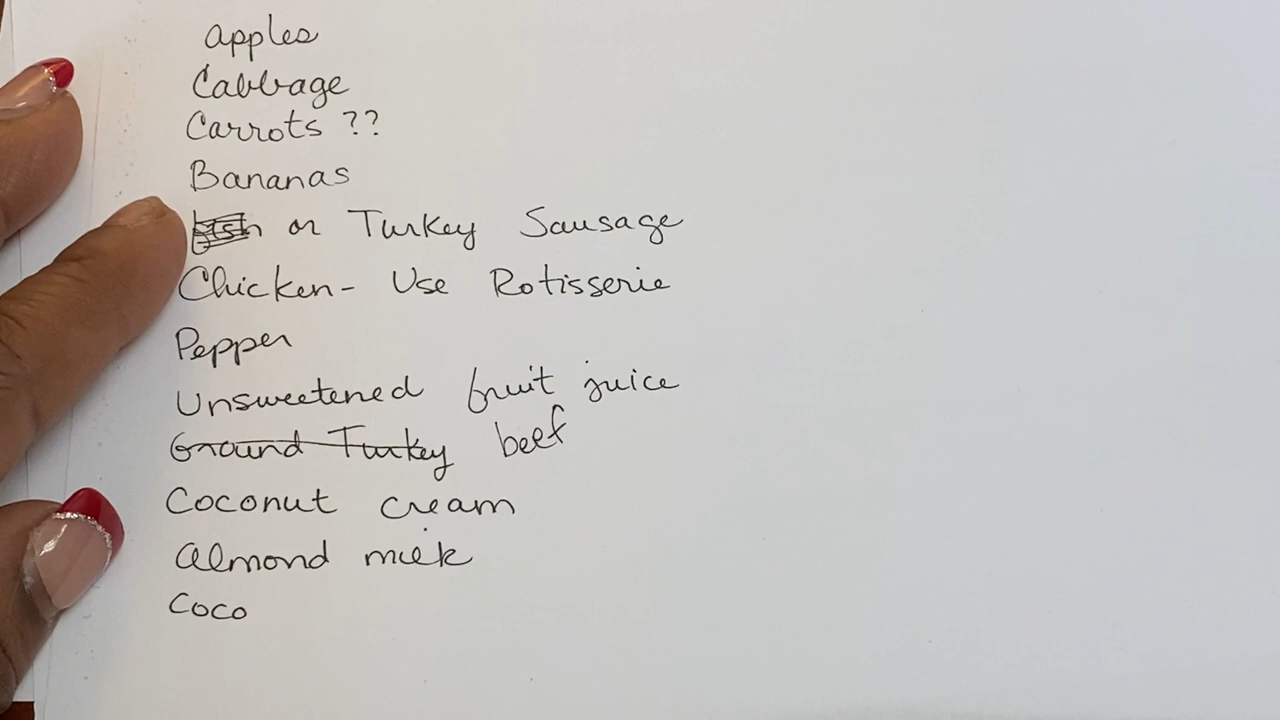 apples
Cabbage
Carrots ??
Bananas
or Turkey Sausage
Chicken- Use Rotisserie
Pepper
Unsweetened fruit juice
Ground Turkey beef
Coconut cream
almond milk
Coco